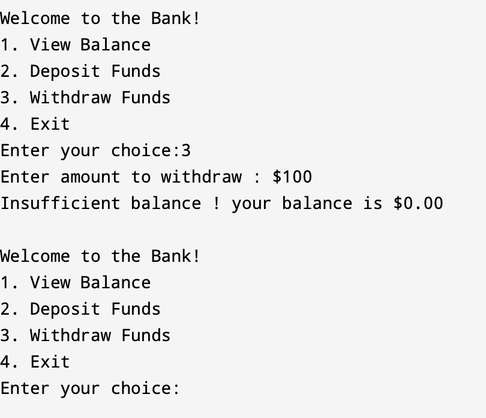 Welcome to the Bank!
1. View Balance
2. Deposit Funds
3. Withdraw Funds
4. Exit
Enter your choice:3
Enter amount to withdraw : $100
Insufficient balance ! your balance is $0.00

Welcome to the Bank!
1. View Balance
2. Deposit Funds
3. Withdraw Funds
4. Exit
Enter your choice: